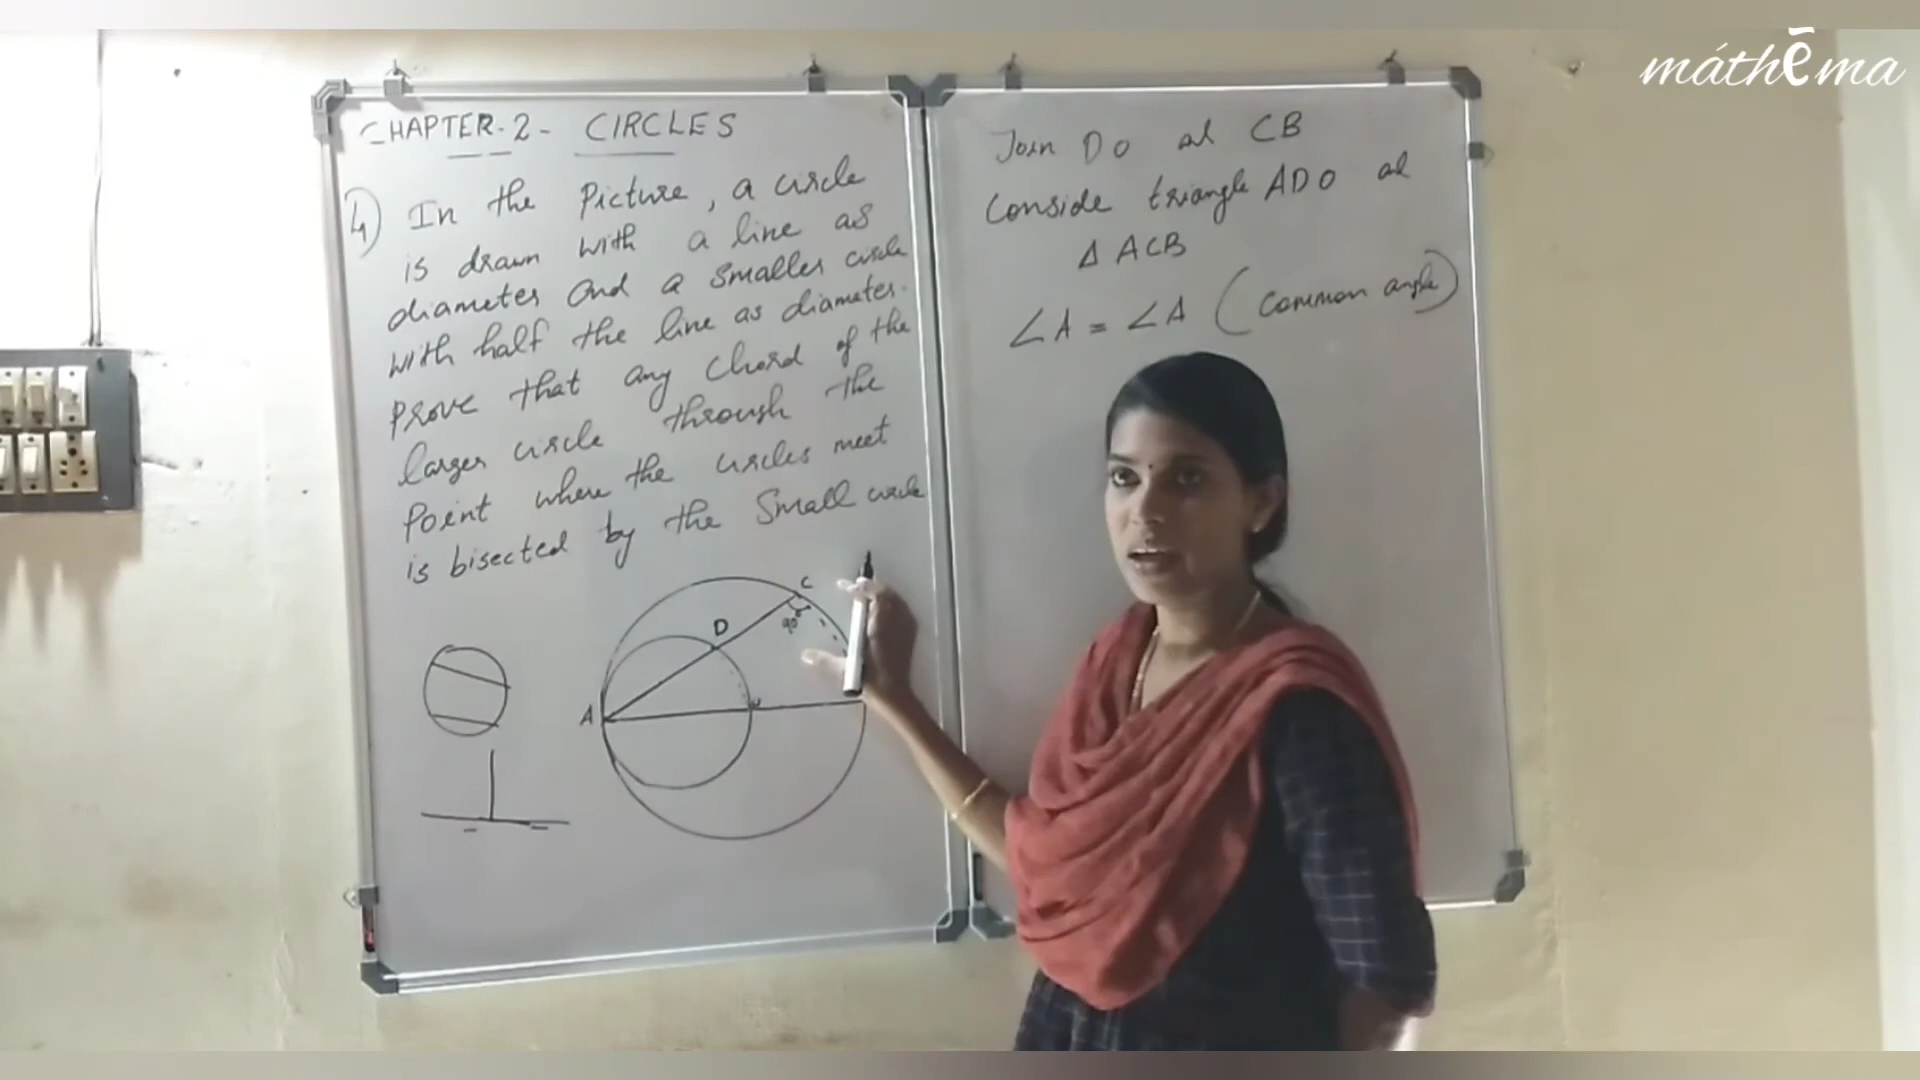 máthēma
CHAPTER-2- CIRCLES
4) In the Picture, a circle
is drawn with a line as
diameter and a smaller circle
with half the line as diameter.
Prove that any Chord of the
larger circle through the
Point where the circles meet
is bisected by the Small circle
C
90°
D
A
Join DO al CB
Conside triangle ADO al
Δ ACB
∠A = ∠A (Common angle)